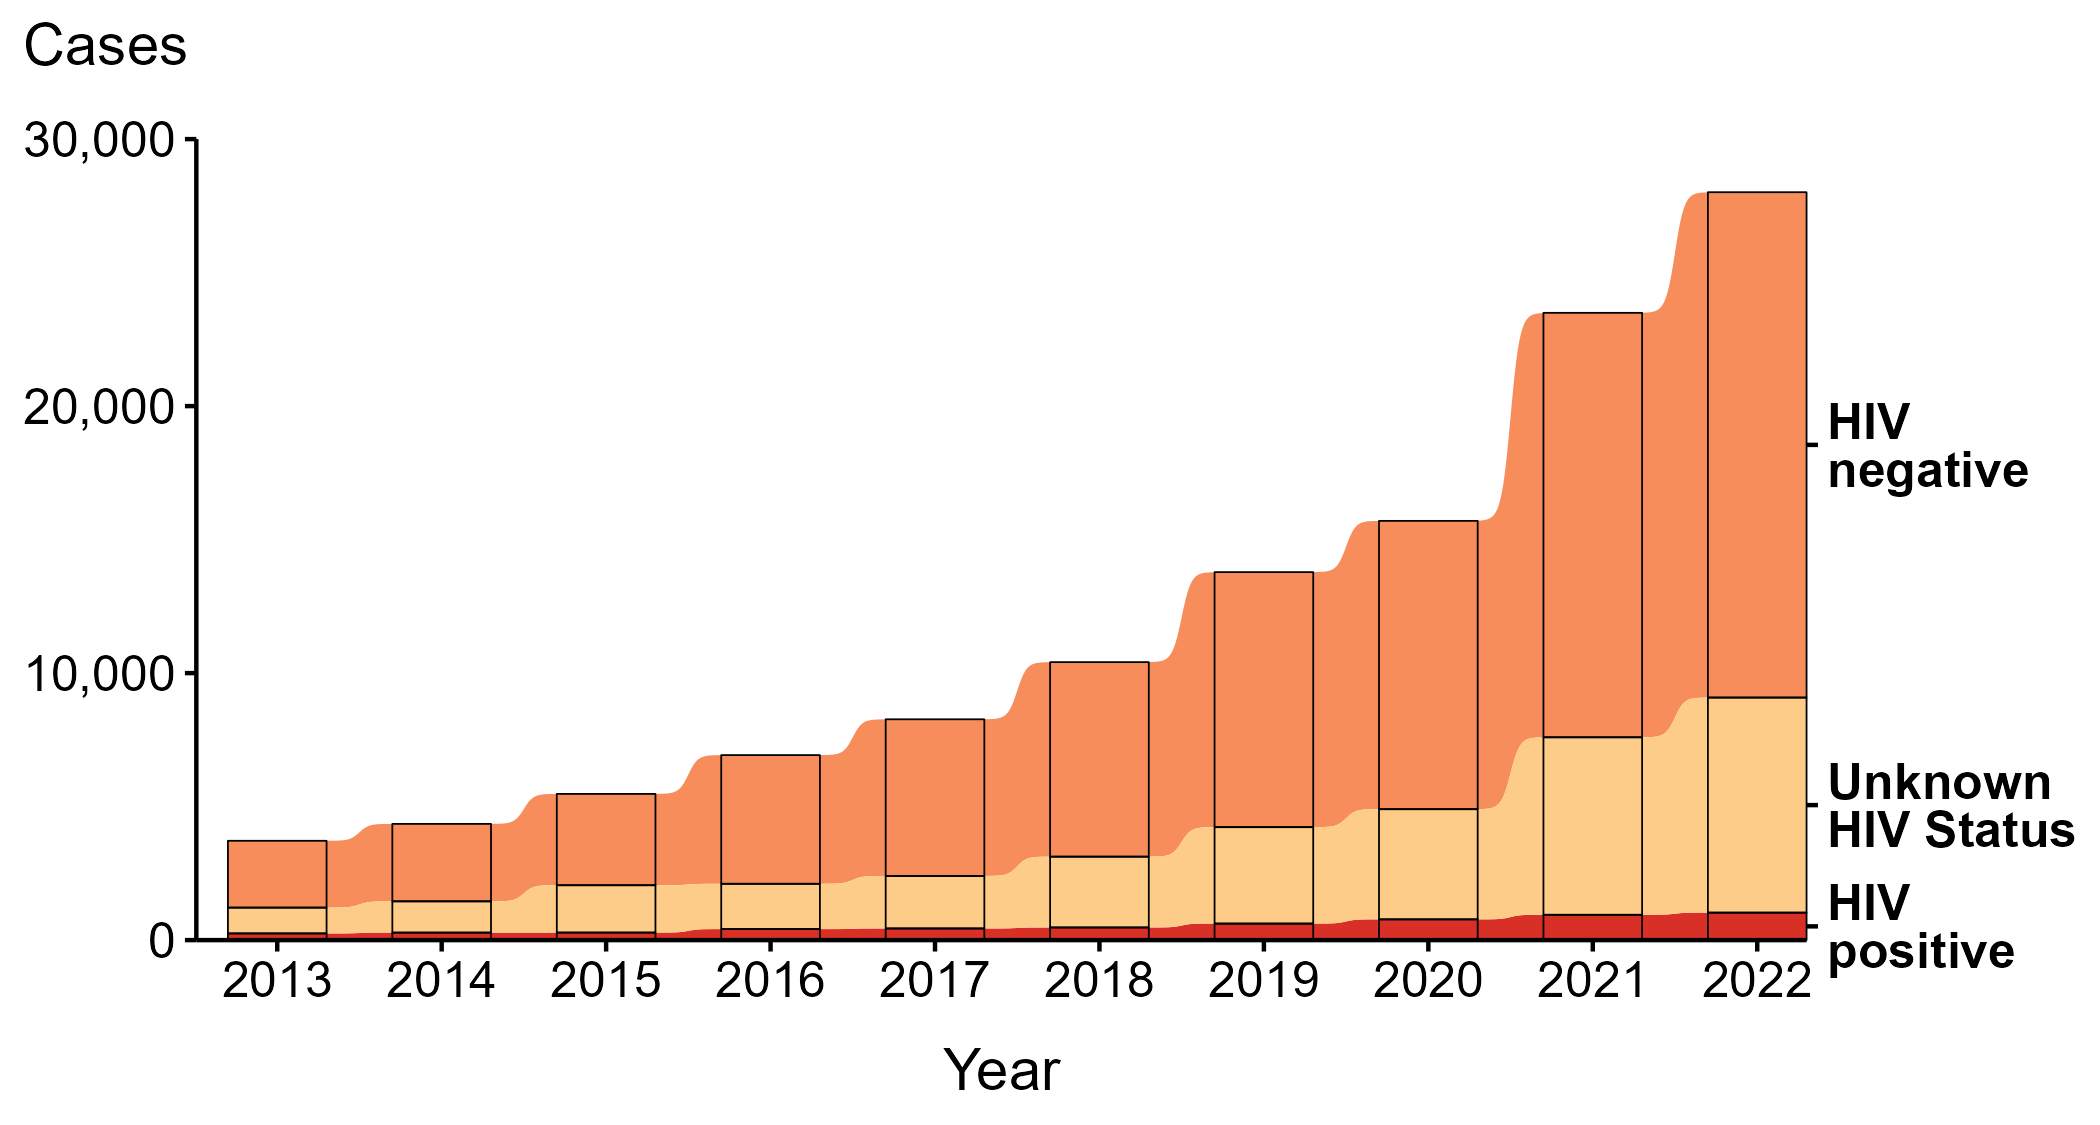 Cases
30,000
20,000
10,000
0
HIV
negative
Unknown
HIV Status
HIV
positive
2013 2014 2015 2016 2017 2018 2019 2020 2021 2022
Year